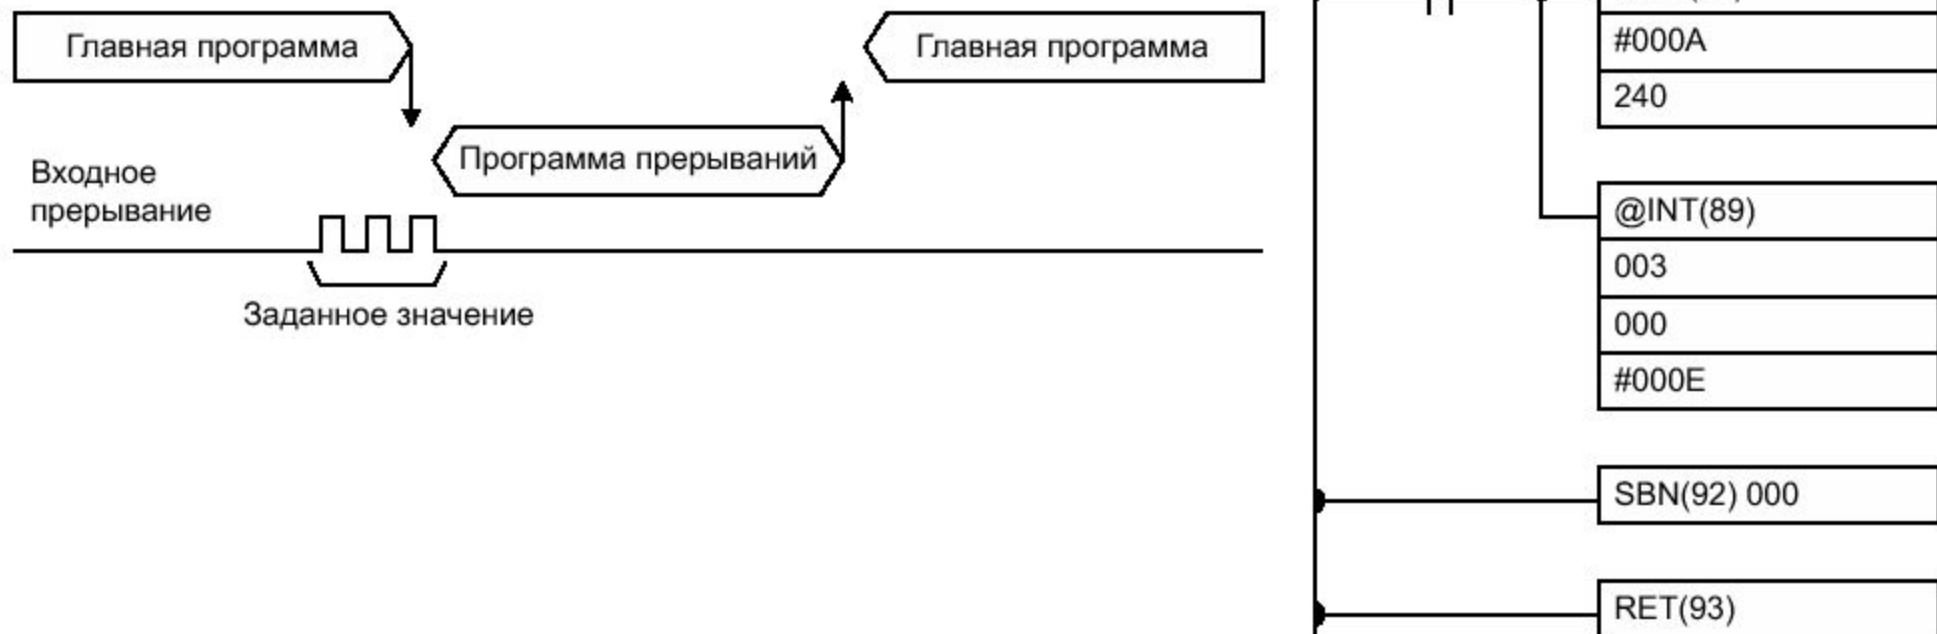 Главная программа
Главная программа
Программа прерываний
Входное
прерывание
Заданное значение
#000A
240
@INT(89)
003
000
#000E
SBN(92) 000
RET(93)